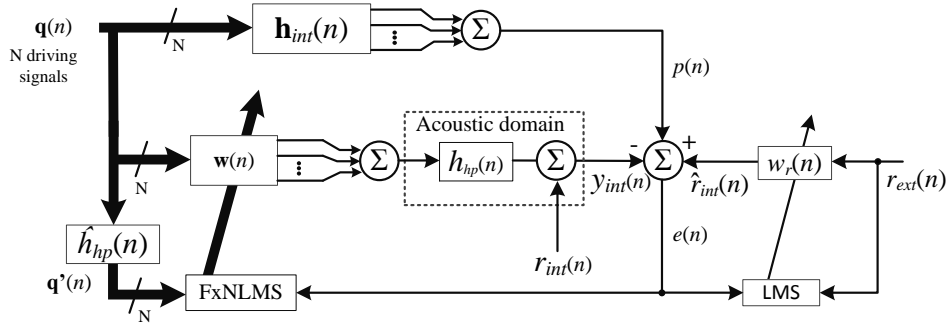 q(n)
N driving
signals
N
h_int(n)
Σ
p(n)
N
w(n)
Σ
Acoustic domain
h_hp(n)
Σ
-
y_int(n)
Σ
+
r̂_int(n)
w_r(n)
r_ext(n)
ĥ_hp(n)
r_int(n)
e(n)
q'(n)
N
FxNLMS
LMS